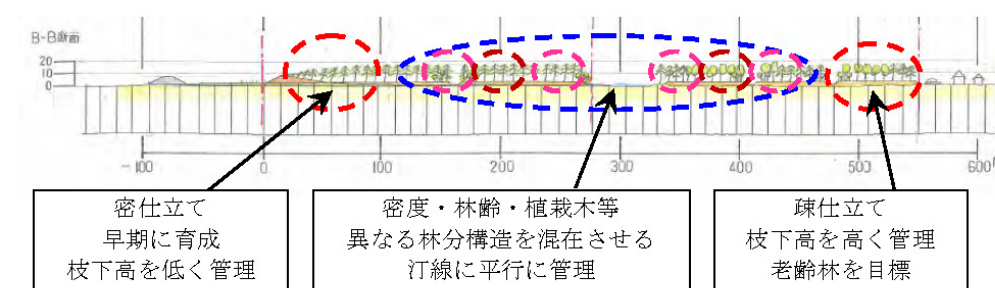 B-B断面
20
10
0
-100
0
100
200
300
400
500
600
密仕立て
早期に育成
枝下高を低く管理
密度・林齢・植栽木等
異なる林分構造を混在させる
汀線に平行に管理
疎仕立て
枝下高を高く管理
老齢林を目標